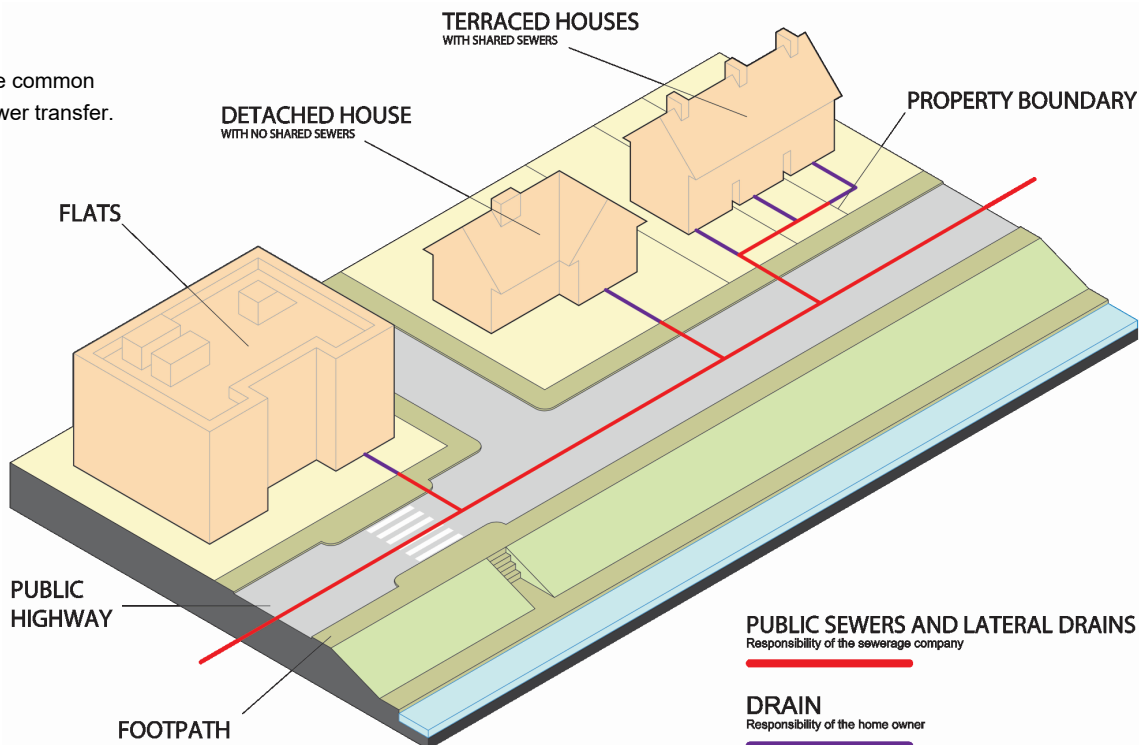 TERRACED HOUSES
WITH SHARED SEWERS
common
transfer.
DETACHED HOUSE
WITH NO SHARED SEWERS
PROPERTY BOUNDARY
FLATS
PUBLIC
HIGHWAY
FOOTPATH
PUBLIC SEWERS AND LATERAL DRAINS
Responsibility of the sewerage company
DRAIN
Responsibility of the home owner